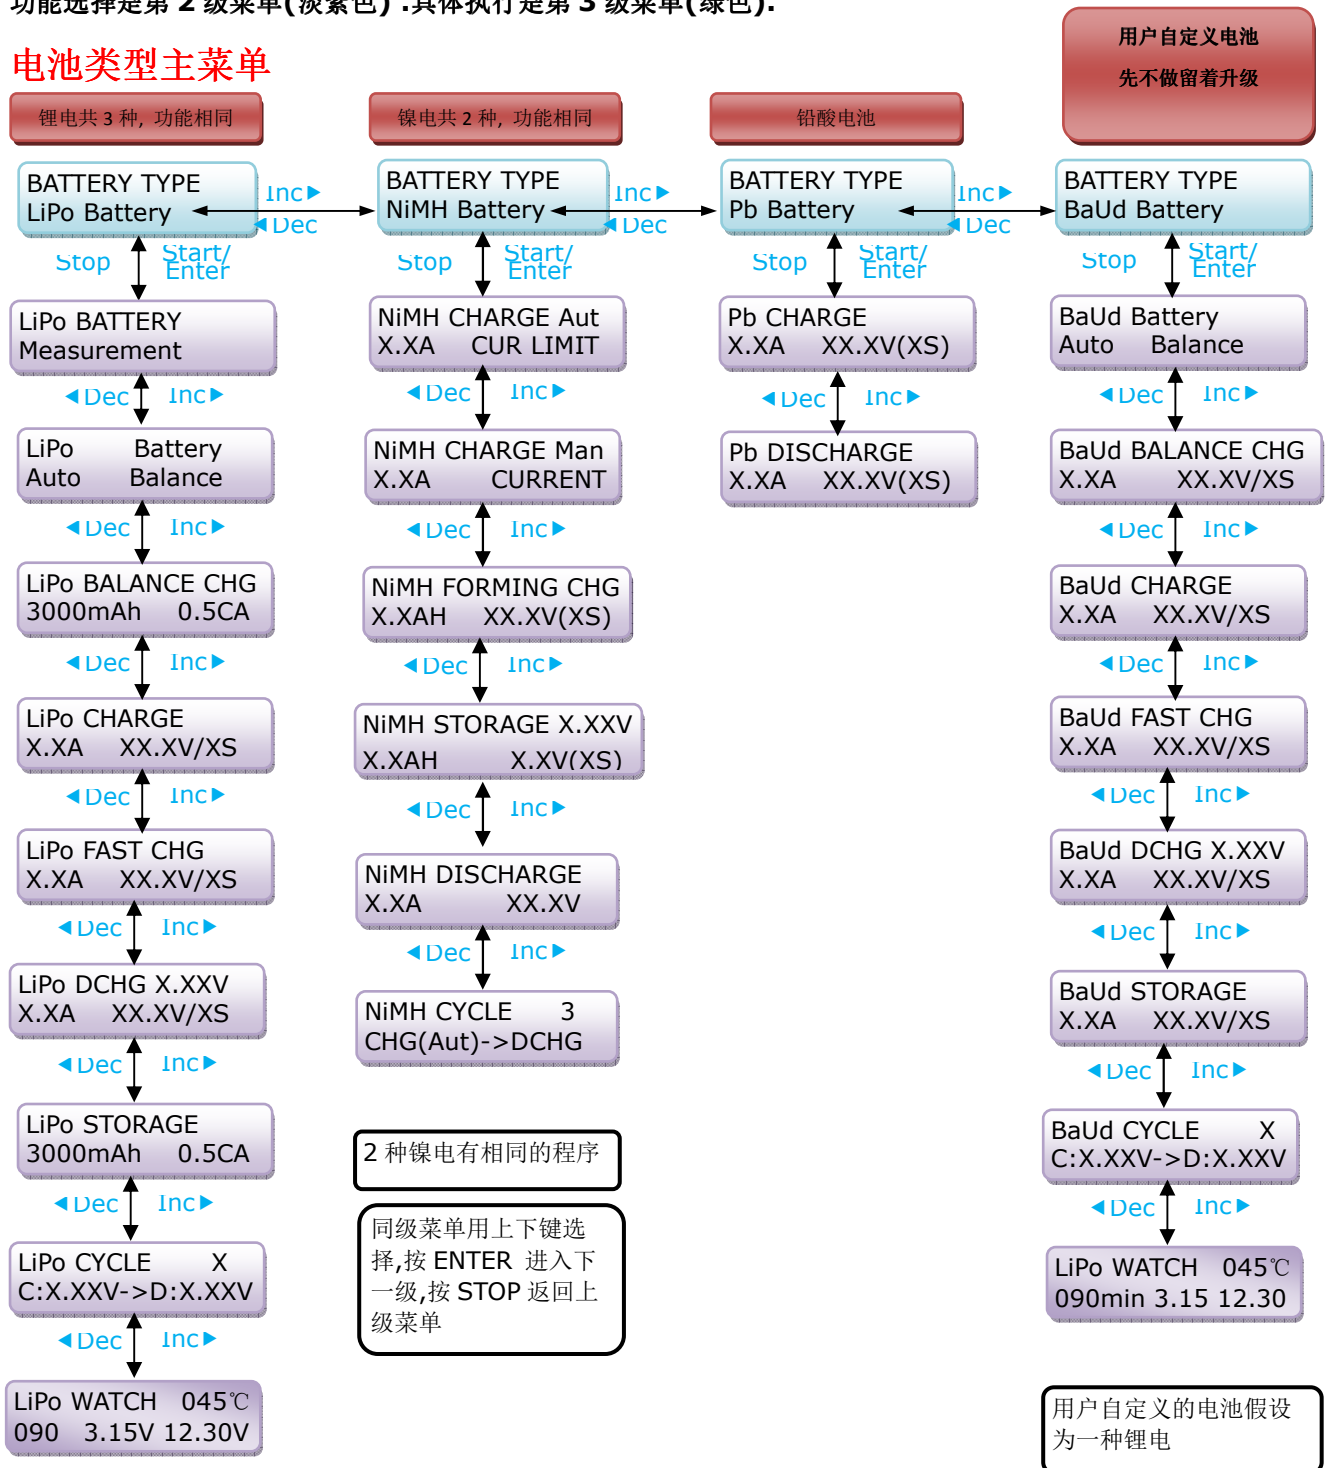 功能选择是第 2 级菜单(淡紫色) .具体执行是第 3 级菜单(绿色).
电池类型主菜单
用户自定义电池
先不做留着升级
锂电共 3 种, 功能相同
镍电共 2 种, 功能相同
铅酸电池
BATTERY TYPE
LiPo Battery
Inc
Dec
BATTERY TYPE
NiMH Battery
Inc
Dec
BATTERY TYPE
Pb Battery
Inc
Dec
BATTERY TYPE
BaUd Battery
Stop
Start/
Enter
LiPo BATTERY
Measurement
Dec Inc
LiPo Battery
Auto Balance
Dec Inc
LiPo BALANCE CHG
3000mAh 0.5CA
Dec Inc
LiPo CHARGE
X.XA XX.XV/XS
Dec Inc
LiPo FAST CHG
X.XA XX.XV/XS
Dec Inc
LiPo DCHG X.XXV
X.XA XX.XV/XS
Dec Inc
LiPo STORAGE
3000mAh 0.5CA
Dec Inc
LiPo CYCLE X
C:X.XXV->D:X.XXV
Dec Inc
LiPo WATCH 045℃
090 3.15V 12.30V
Stop
Start/
Enter
NiMH CHARGE Aut
X.XA CUR LIMIT
Dec Inc
NiMH CHARGE Man
X.XA CURRENT
Dec Inc
NiMH FORMING CHG
X.XAH XX.XV(XS)
Dec Inc
NiMH STORAGE X.XXV
X.XAH X.XV(XS)
Dec Inc
NiMH DISCHARGE
X.XA XX.XV
Dec Inc
NiMH CYCLE 3
CHG(Aut)->DCHG
2 种镍电有相同的程序
同级菜单用上下键选
择,按 ENTER 进入下
一级,按 STOP 返回上
级菜单
Stop
Start/
Enter
Pb CHARGE
X.XA XX.XV(XS)
Dec Inc
Pb DISCHARGE
X.XA XX.XV(XS)
Stop
Start/
Enter
BaUd Battery
Auto Balance
Dec Inc
BaUd BALANCE CHG
X.XA XX.XV/XS
Dec Inc
BaUd CHARGE
X.XA XX.XV/XS
Dec Inc
BaUd FAST CHG
X.XA XX.XV/XS
Dec Inc
BaUd DCHG X.XXV
X.XA XX.XV/XS
Dec Inc
BaUd STORAGE
X.XA XX.XV/XS
Dec Inc
BaUd CYCLE X
C:X.XXV->D:X.XXV
Dec Inc
LiPo WATCH 045℃
090min 3.15 12.30
用户自定义的电池假设
为一种锂电